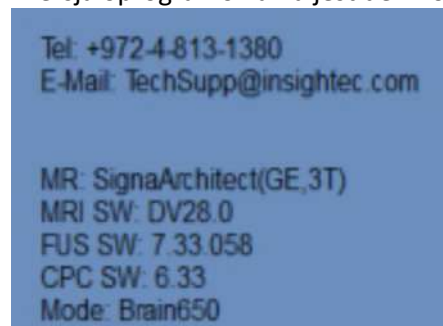 Tel: +972-4-813-1380
E-Mail: TechSupp@insightec.com
MR: SignaArchitect(GE,3T)
MRI SW: DV28.0
FUS SW: 7.33.058
CPC SW: 6.33
Mode: Brain650